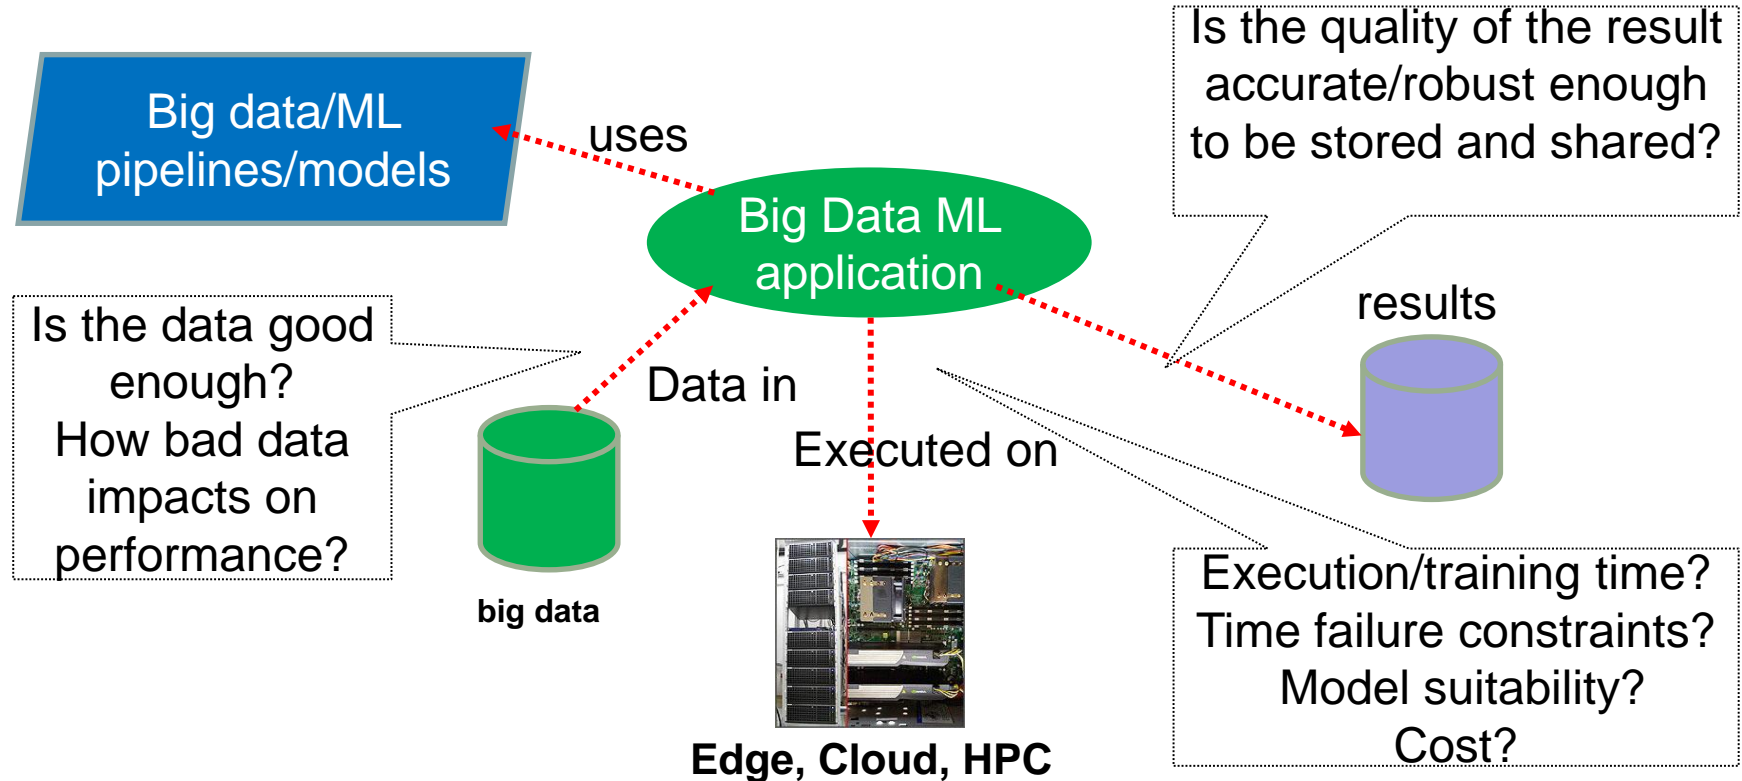 Big data/ML
pipelines/models
uses
Big Data ML
application
Is the quality of the result
accurate/robust enough
to be stored and shared?
Is the data good
enough?
How bad data
impacts on
performance?
Data in
big data
Executed on
Edge, Cloud, HPC
results
Execution/training time?
Time failure constraints?
Model suitability?
Cost?